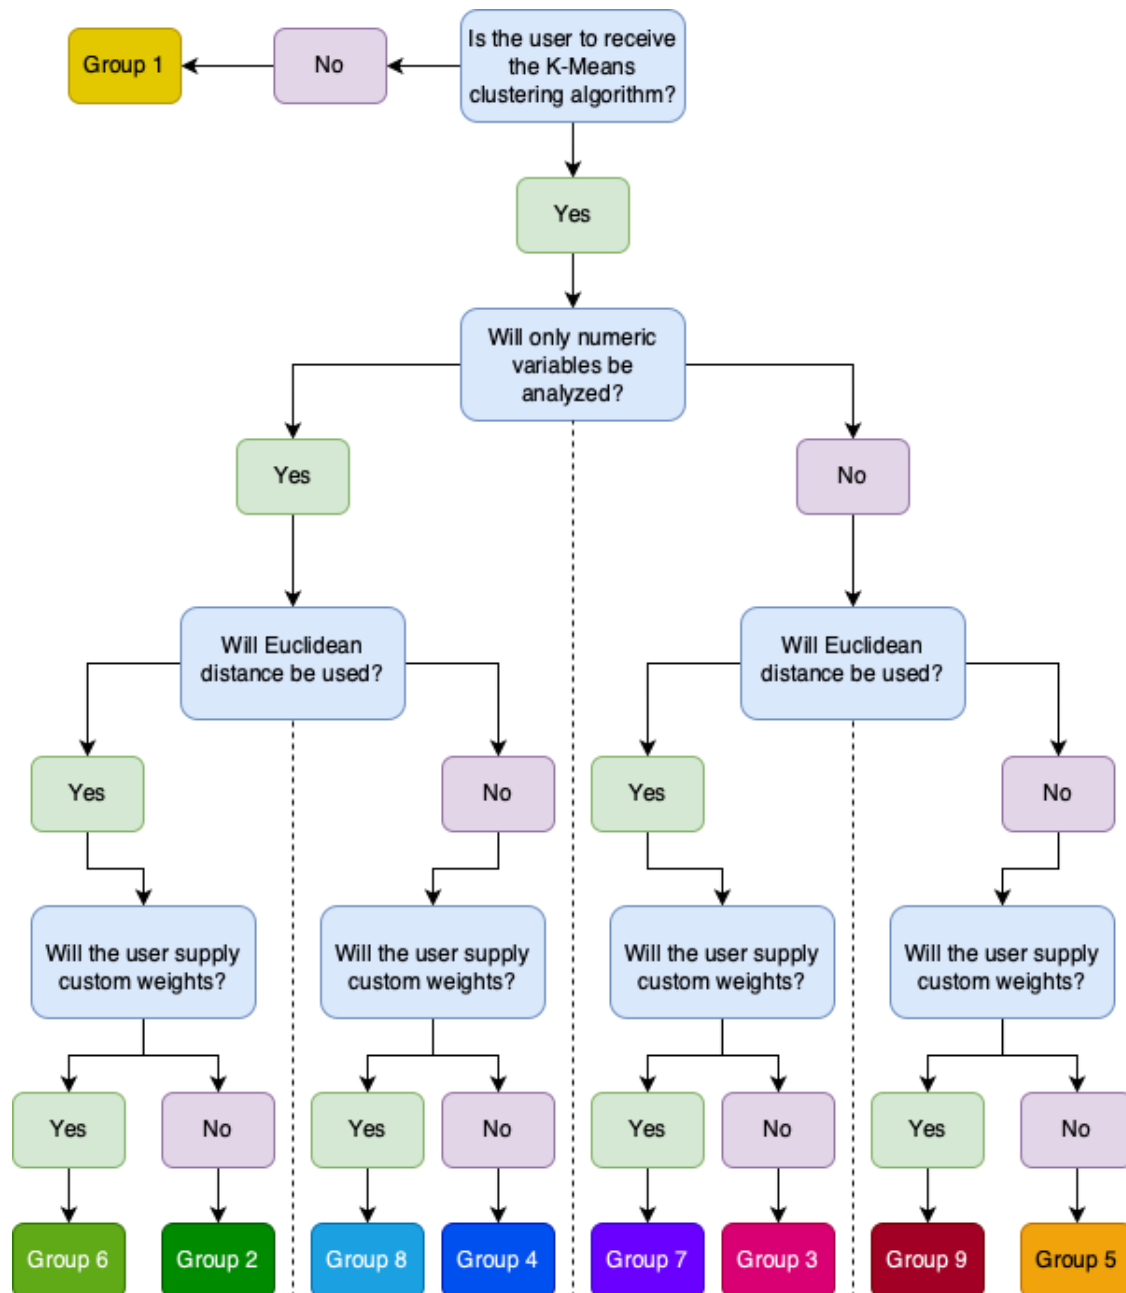 Group 1
No
Is the user to receive
the K-Means
clustering algorithm?
Yes
Will only numeric
variables be
analyzed?
Yes
No
Will Euclidean
distance be used?
Will Euclidean
distance be used?
Yes
No
Yes
No
Will the user supply
custom weights?
Will the user supply
custom weights?
Will the user supply
custom weights?
Will the user supply
custom weights?
Yes
No
Yes
No
Yes
No
Yes
No
Group 6
Group 2
Group 8
Group 4
Group 7
Group 3
Group 9
Group 5